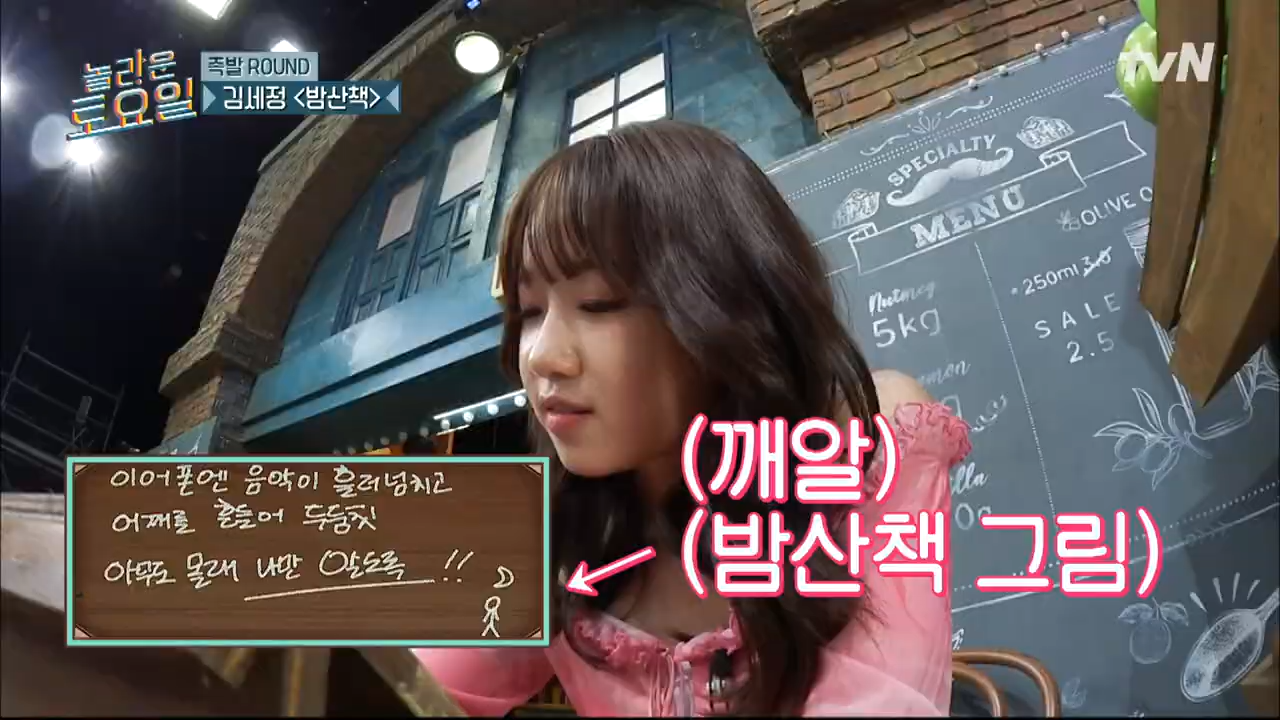 놀라운
토요일
족발 ROUND
김세정 <밤산책>
tvN
SPECIALTY
MENU
OLIVE O
Nutmeg
5kg
250ml 3.0
SALE
2.5
(깨알)
(밤산책 그림)
이어폰엔 음악이 흘러넘치고
어깨를 흔들어 두둠칫
아무도 몰래 나만 알도록 !!